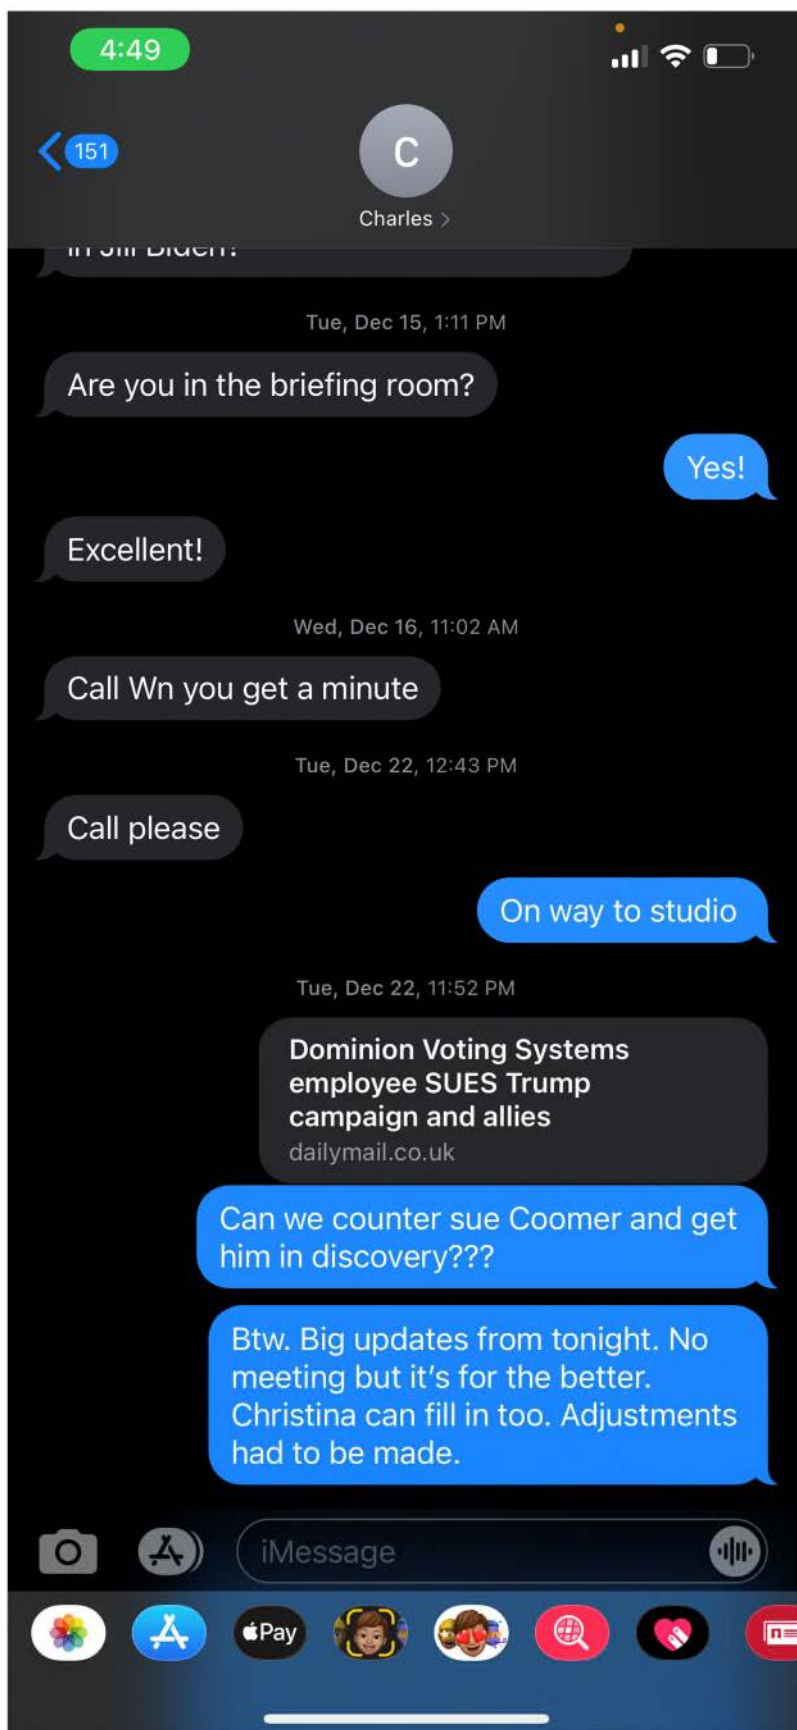 4:49
151
C
Charles
in Jill Biden?
Tue, Dec 15, 1:11 PM
Are you in the briefing room?
Yes!
Excellent!
Wed, Dec 16, 11:02 AM
Call Wn you get a minute
Tue, Dec 22, 12:43 PM
Call please
On way to studio
Tue, Dec 22, 11:52 PM
Dominion Voting Systems
employee SUES Trump
campaign and allies
dailymail.co.uk
Can we counter sue Coomer and get
him in discovery???
Btw. Big updates from tonight. No
meeting but it's for the better.
Christina can fill in too. Adjustments
had to be made.
iMessage
Pay